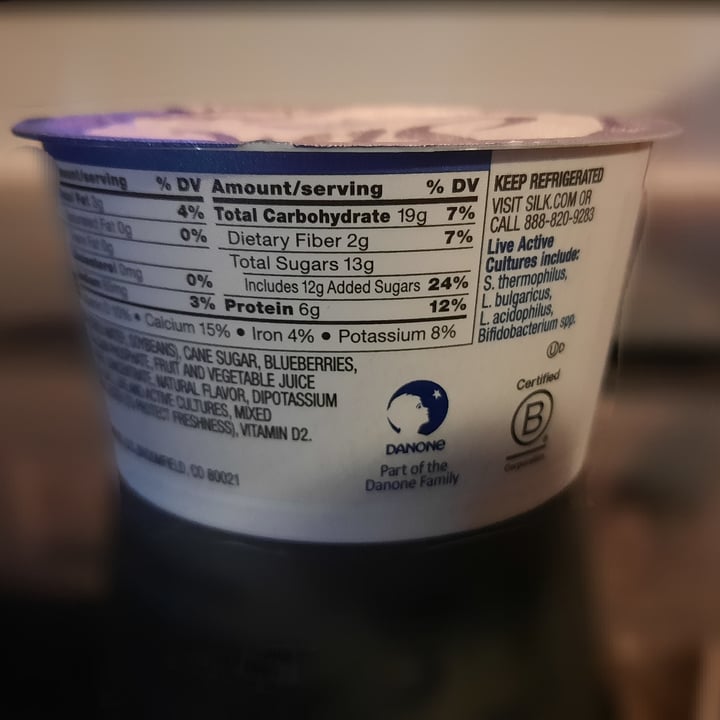 % DV
4%
0%
0%
3%
Amount/serving % DV
Total Carbohydrate 19g 7%
Dietary Fiber 2g 7%
Total Sugars 13g
Includes 12g Added Sugars 24%
Protein 6g 12%
• Calcium 15% • Iron 4% • Potassium 8%
SOYBEANS), CANE SUGAR, BLUEBERRIES,
FRUIT AND VEGETABLE JUICE
NATURAL FLAVOR, DIPOTASSIUM
ACTIVE CULTURES, MIXED
PROTECT FRESHNESS), VITAMIN D2.
CO 80021
KEEP REFRIGERATED
VISIT SILK.COM OR
CALL 888-820-9283
Live Active
Cultures include:
S. thermophilus,
L. bulgaricus,
L. acidophilus,
Bifidobacterium spp.
DANONE
Part of the
Danone Family
U D
Certified
B
Corporation